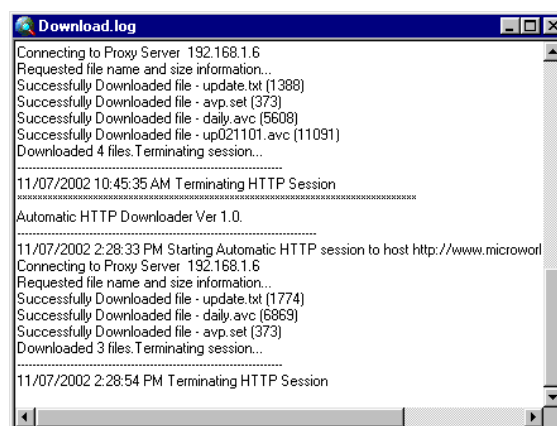 Download.log
Connecting to Proxy Server 192.168.1.6
Requested file name and size information...
Successfully Downloaded file - update.txt (1388)
Successfully Downloaded file - avp.set (373)
Successfully Downloaded file - daily.avc (5608)
Successfully Downloaded file - up021101.avc (11091)
Downloaded 4 files.Terminating session...
--------------------------------------------------------------------
11/07/2002 10:45:35 AM Terminating HTTP Session
××××××××××××××××××××××××××××××××××××××××××××××××××××××××××××××××××××××××××××××××
Automatic HTTP Downloader Ver 1.0.
----------------------------------------------------------------------------
11/07/2002 2:28:33 PM Starting Automatic HTTP session to host http://www.microworl
Connecting to Proxy Server 192.168.1.6
Requested file name and size information...
Successfully Downloaded file - update.txt (1774)
Successfully Downloaded file - daily.avc (6869)
Successfully Downloaded file - avp.set (373)
Downloaded 3 files.Terminating session...
--------------------------------------------------------------------
11/07/2002 2:28:54 PM Terminating HTTP Session